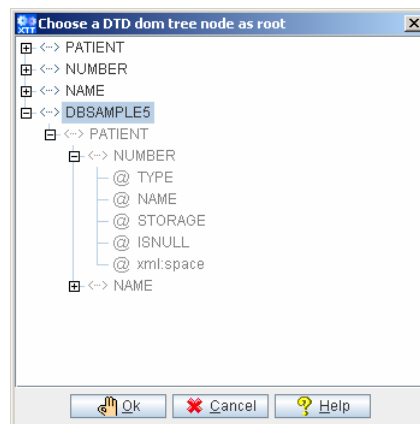 XTT Choose a DTD dom tree node as root
<··> PATIENT
<··> NUMBER
<··> NAME
<··> DBSAMPLE5
<··> PATIENT
<··> NUMBER
@ TYPE
@ NAME
@ STORAGE
@ ISNULL
@ xml:space
<··> NAME
Ok Cancel Help